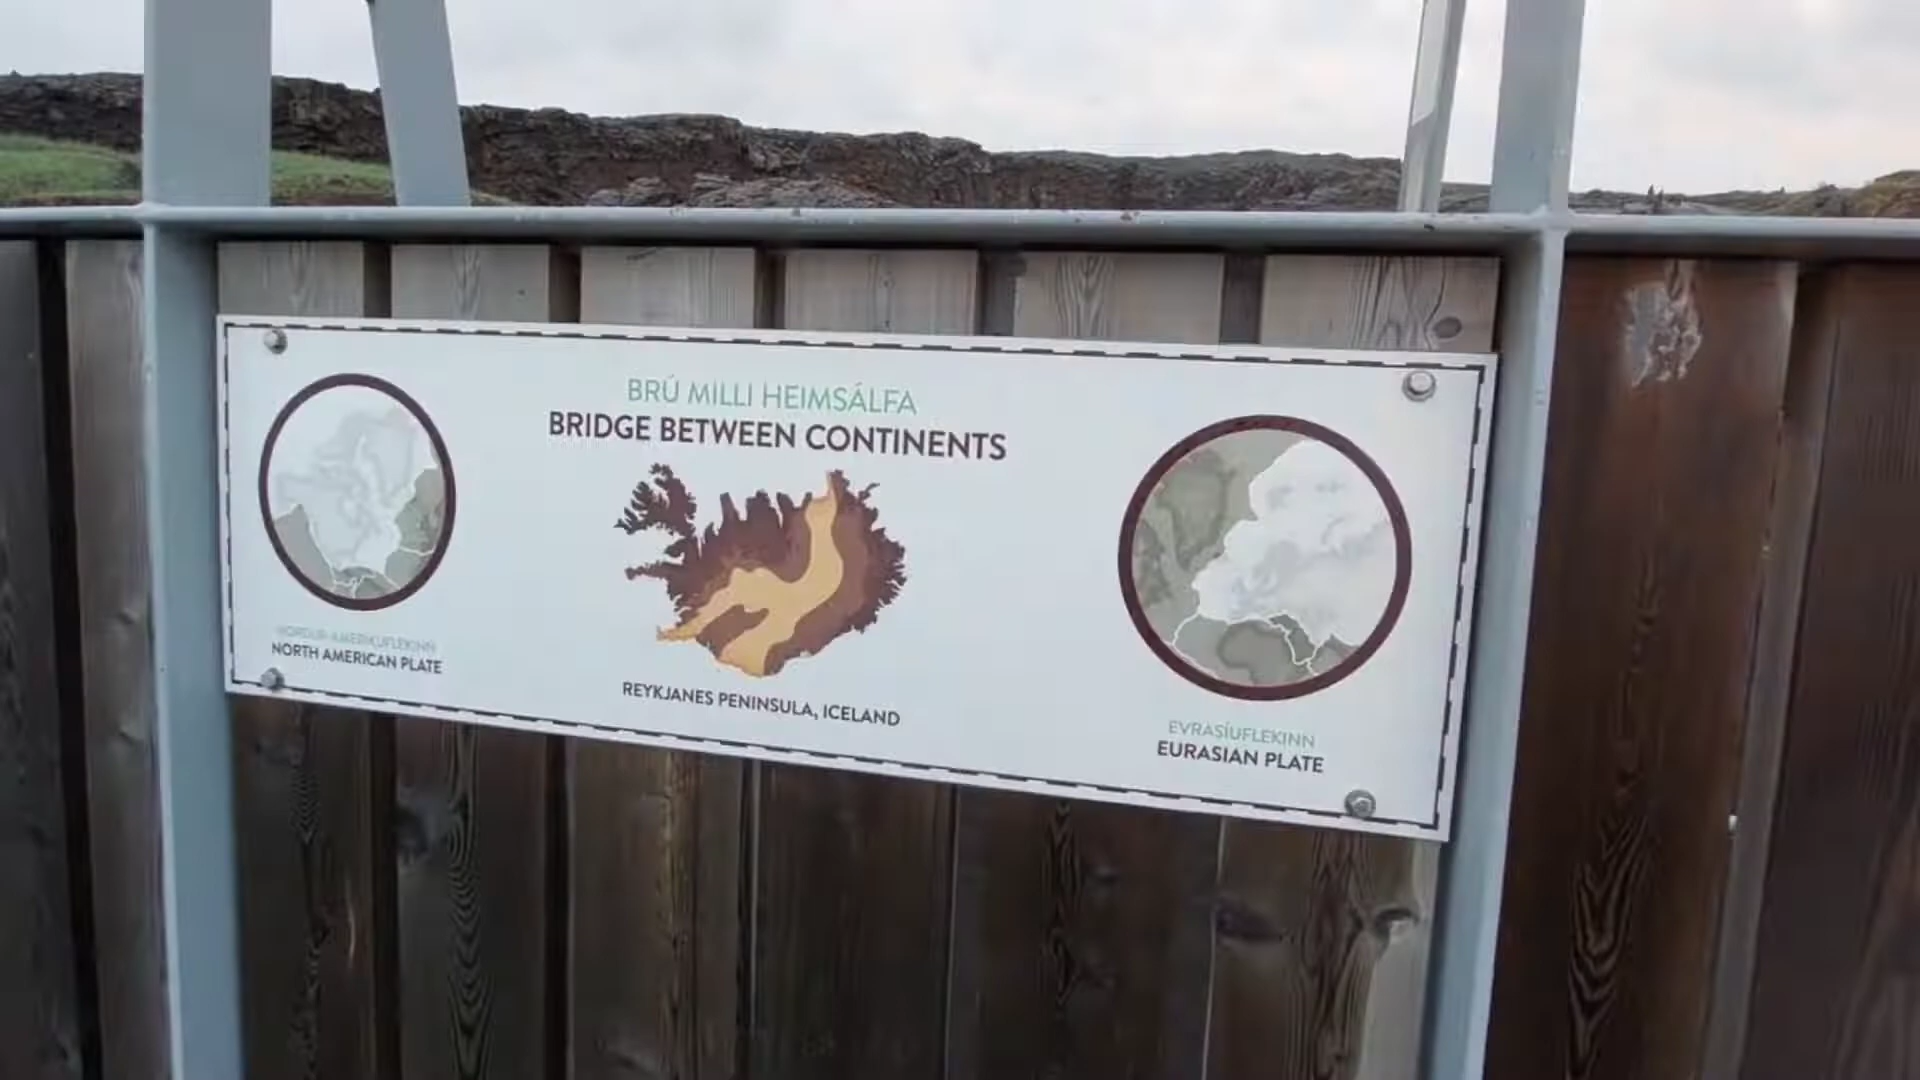 BRÚ MILLI HEIMSÁLFA
BRIDGE BETWEEN CONTINENTS
NORÐUR-AMERÍKUFLEKINN
NORTH AMERICAN PLATE
REYKJANES PENINSULA, ICELAND
EVRASÍUFLEKINN
EURASIAN PLATE